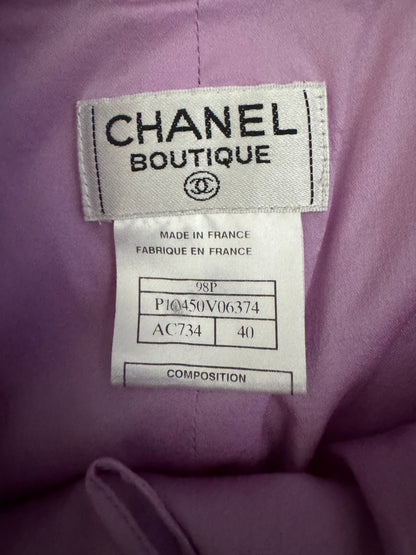 CHANEL
BOUTIQUE
MADE IN FRANCE
FABRIQUE EN FRANCE
98P
P10450V06374
AC734 40
COMPOSITION